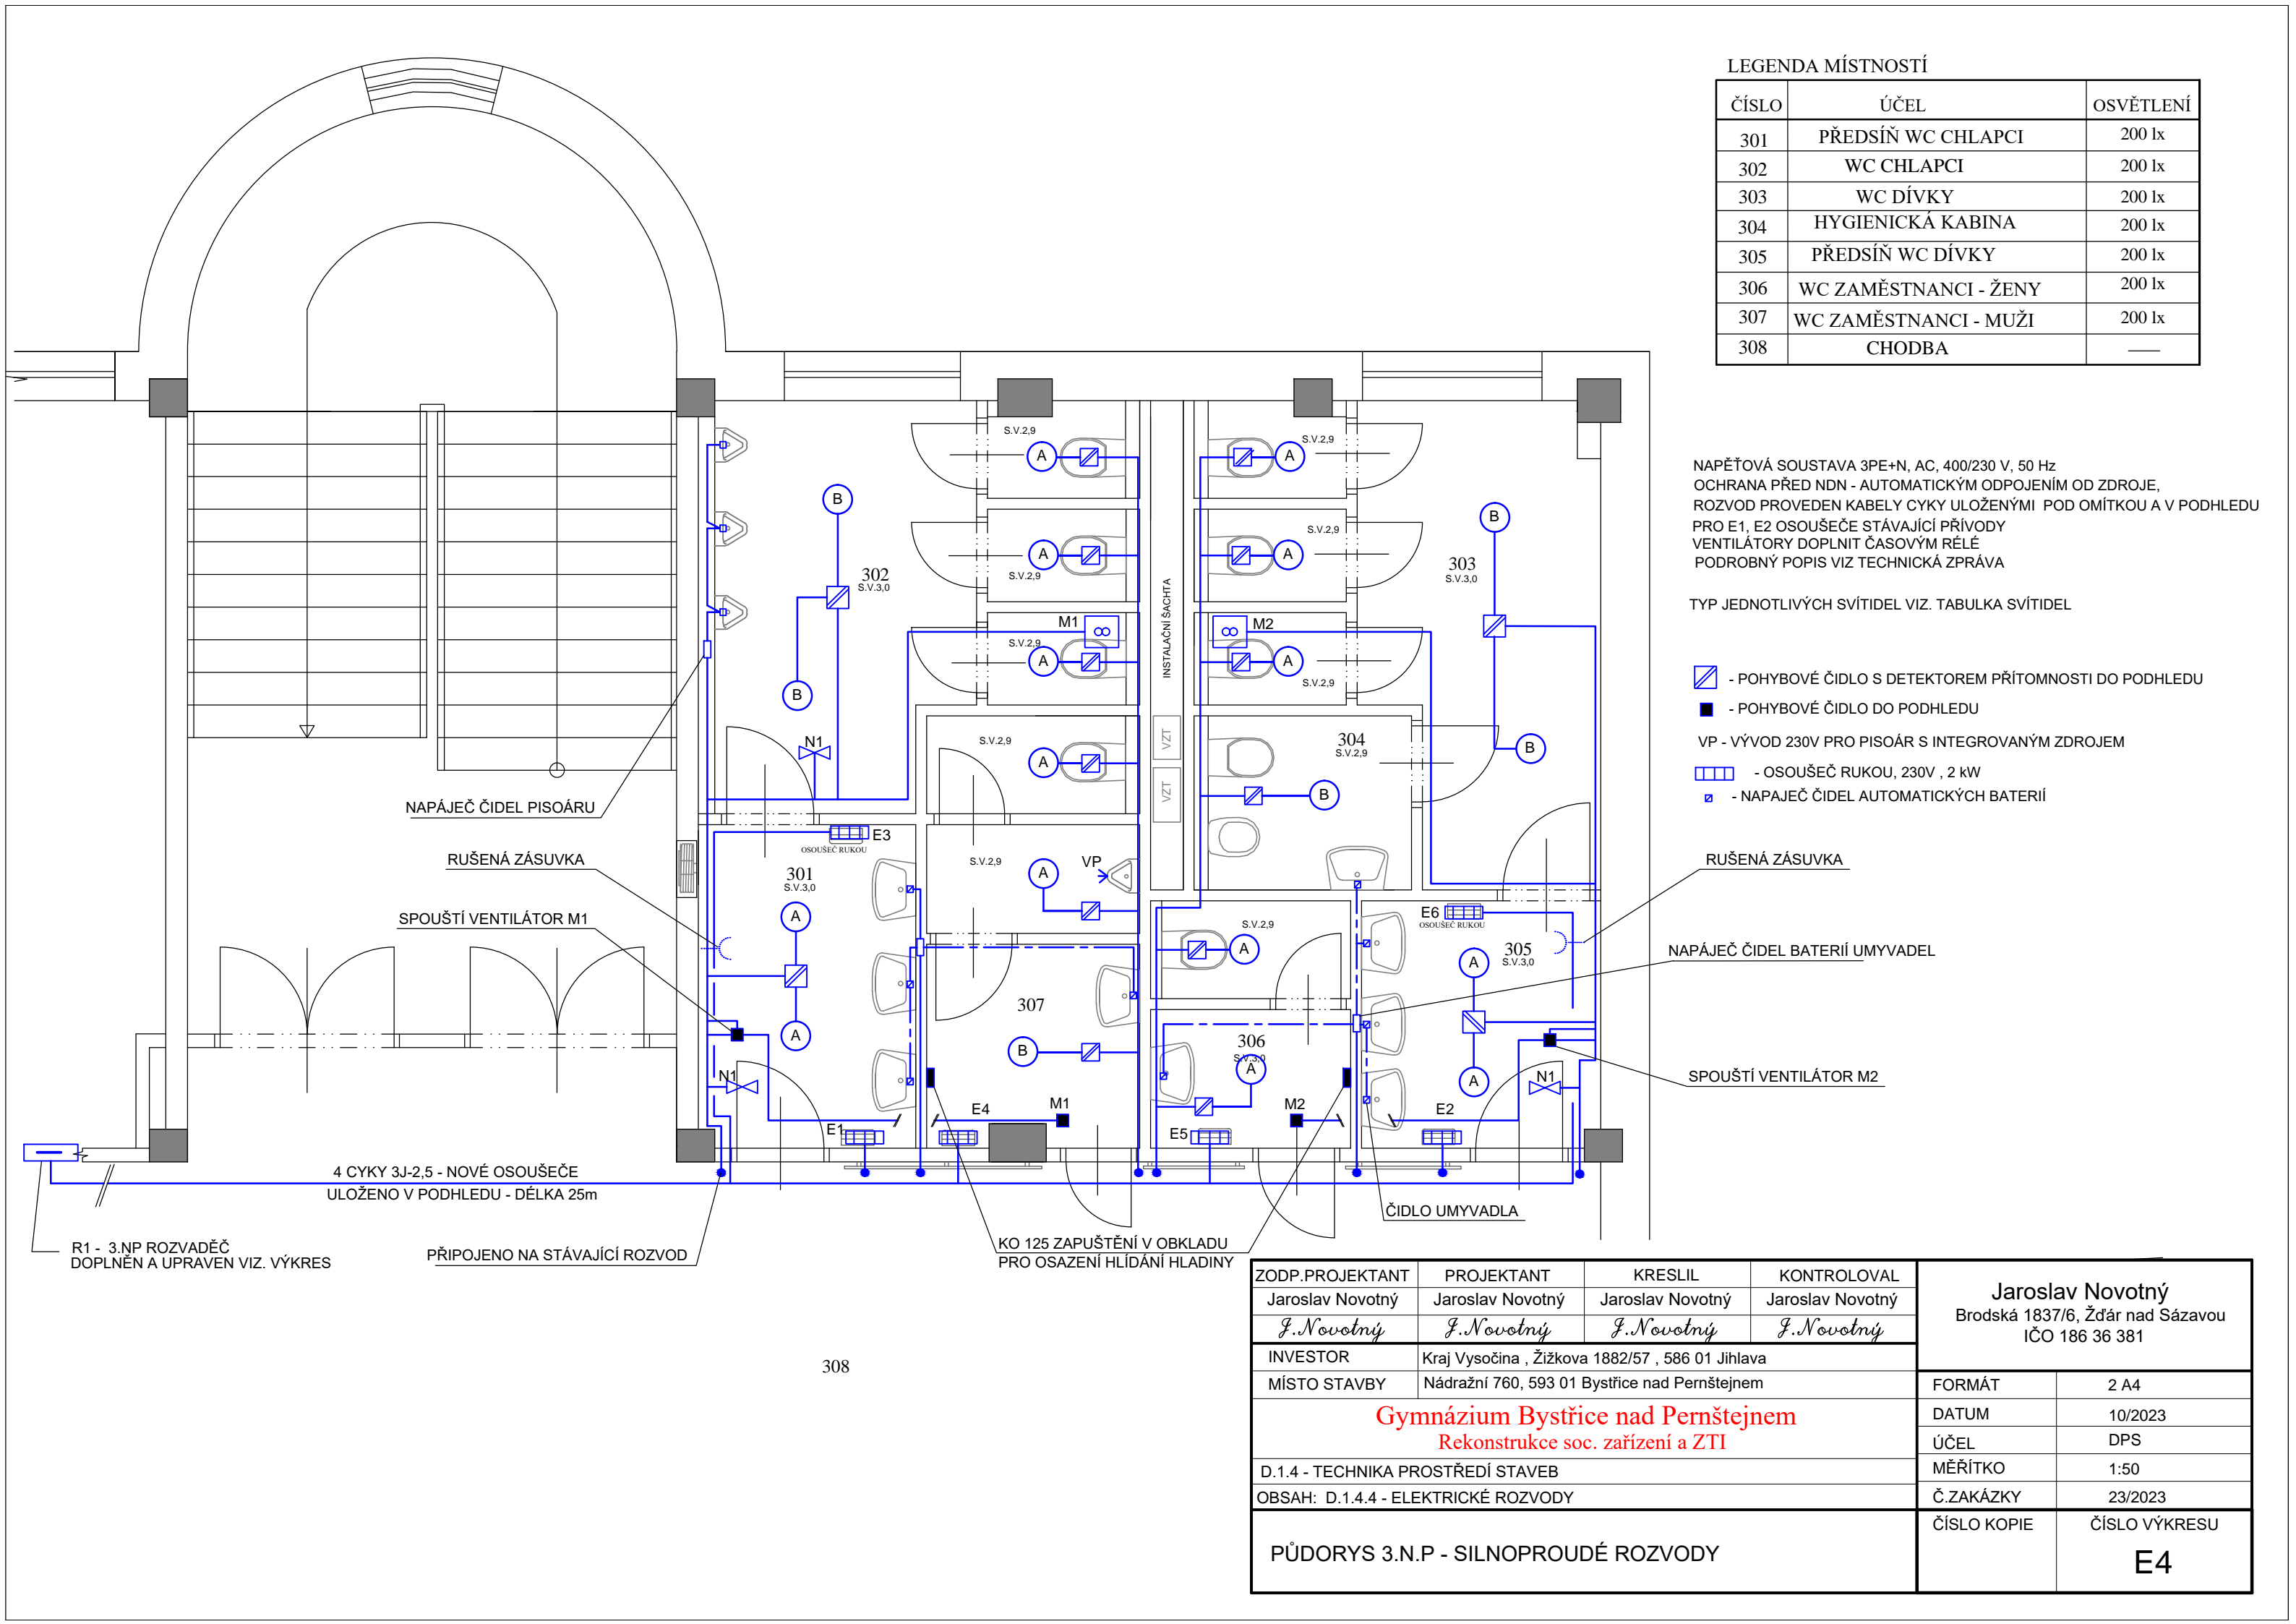 LEGENDA MÍSTNOSTÍ
ČÍSLO ÚČEL OSVĚTLENÍ
301 PŘEDSÍŇ WC CHLAPCI 200 lx
302 WC CHLAPCI 200 lx
303 WC DÍVKY 200 lx
304 HYGIENICKÁ KABINA 200 lx
305 PŘEDSÍŇ WC DÍVKY 200 lx
306 WC ZAMĚSTNANCI - ŽENY 200 lx
307 WC ZAMĚSTNANCI - MUŽI 200 lx
308 CHODBA —
NAPĚŤOVÁ SOUSTAVA 3PE+N, AC, 400/230 V, 50 Hz
OCHRANA PŘED NDN - AUTOMATICKÝM ODPOJENÍM OD ZDROJE,
ROZVOD PROVEDEN KABELY CYKY ULOŽENÝMI POD OMÍTKOU A V PODHLEDU
PRO E1, E2 OSOUŠEČE STÁVAJÍCÍ PŘÍVODY
VENTILÁTORY DOPLNIT ČASOVÝM RÉLÉ
PODROBNÝ POPIS VIZ TECHNICKÁ ZPRÁVA
TYP JEDNOTLIVÝCH SVÍTIDEL VIZ. TABULKA SVÍTIDEL
- POHYBOVÉ ČIDLO S DETEKTOREM PŘÍTOMNOSTI DO PODHLEDU
- POHYBOVÉ ČIDLO DO PODHLEDU
VP - VÝVOD 230V PRO PISOÁR S INTEGROVANÝM ZDROJEM
- OSOUŠEČ RUKOU, 230V , 2 kW
- NAPAJEČ ČIDEL AUTOMATICKÝCH BATERIÍ
S.V.2,9
A
A
S.V.2,9
B
B
A
S.V.2,9
A
S.V.2,9
302
S.V.3,0
303
S.V.3,0
INSTALAČNÍ ŠACHTA
M1
M2
S.V.2,9
A
A
S.V.2,9
B
N1
S.V.2,9
A
VZT
VZT
304
S.V.2,9
B
B
NAPÁJEČ ČIDEL PISOÁRU
E3
OSOUŠEČ RUKOU
RUŠENÁ ZÁSUVKA
301
S.V.3,0
S.V.2,9
A
VP
RUŠENÁ ZÁSUVKA
SPOUŠTÍ VENTILÁTOR M1
A
E6
OSOUŠEČ RUKOU
S.V.2,9
A
305
S.V.3,0
A
NAPÁJEČ ČIDEL BATERIÍ UMYVADEL
307
A
B
306
S.V.3,0
A
A
N1
N1
SPOUŠTÍ VENTILÁTOR M2
E4
M1
M2
E2
E1
E5
4 CYKY 3J-2,5 - NOVÉ OSOUŠEČE
ULOŽENO V PODHLEDU - DÉLKA 25m
ČIDLO UMYVADLA
R1 - 3.NP ROZVADĚČ
DOPLNĚN A UPRAVEN VIZ. VÝKRES
PŘIPOJENO NA STÁVAJÍCÍ ROZVOD
KO 125 ZAPUŠTĚNÍ V OBKLADU
PRO OSAZENÍ HLÍDÁNÍ HLADINY
308
ZODP.PROJEKTANT PROJEKTANT KRESLIL KONTROLOVAL
Jaroslav Novotný Jaroslav Novotný Jaroslav Novotný Jaroslav Novotný
J.Novotný J.Novotný J.Novotný J.Novotný
INVESTOR Kraj Vysočina , Žižkova 1882/57 , 586 01 Jihlava
MÍSTO STAVBY Nádražní 760, 593 01 Bystřice nad Pernštejnem
Gymnázium Bystřice nad Pernštejnem
Rekonstrukce soc. zařízení a ZTI
D.1.4 - TECHNIKA PROSTŘEDÍ STAVEB
OBSAH: D.1.4.4 - ELEKTRICKÉ ROZVODY
PŮDORYS 3.N.P - SILNOPROUDÉ ROZVODY
Jaroslav Novotný
Brodská 1837/6, Žďár nad Sázavou
IČO 186 36 381
FORMÁT 2 A4
DATUM 10/2023
ÚČEL DPS
MĚŘÍTKO 1:50
Č.ZAKÁZKY 23/2023
ČÍSLO KOPIE ČÍSLO VÝKRESU
E4